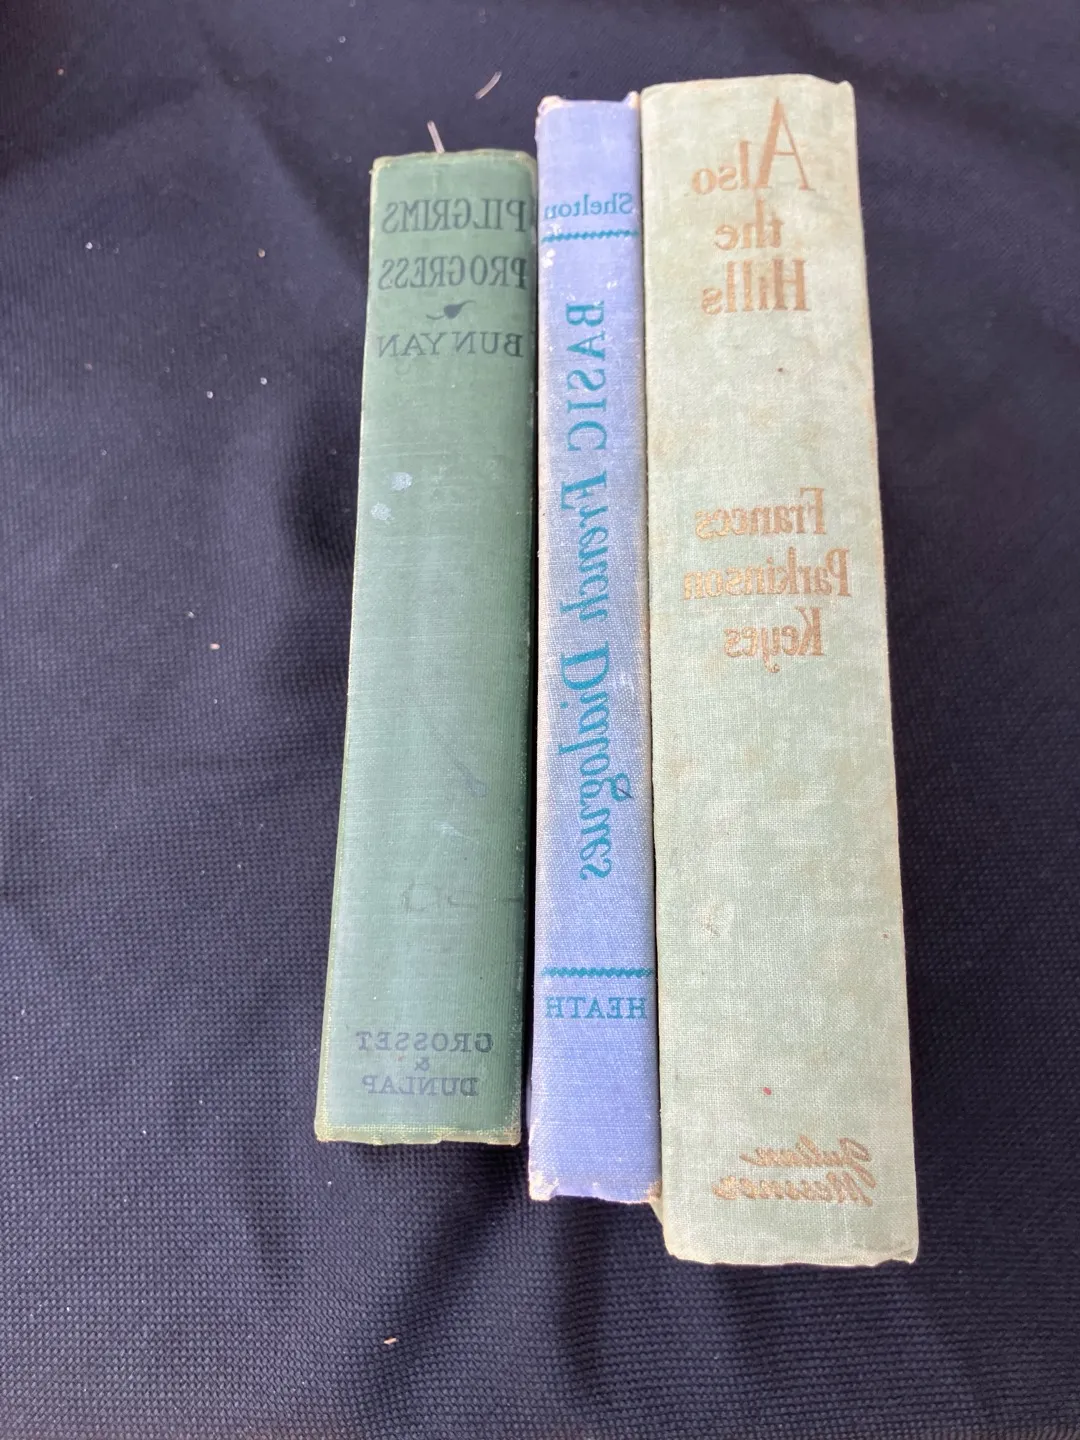 PILGRIMS
PROGRESS
BUNYAN
GROSSET
&
DUNLAP
Shelton
BASIC French Dialogues
HEATH
Also
the
Hills
Frances
Parkinson
Keyes
Julian
Messner